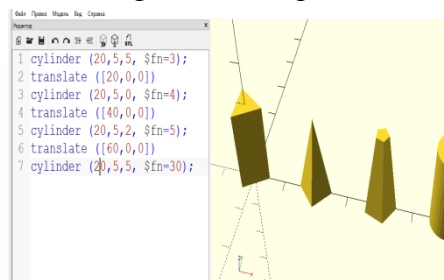 Файл Правка Модель Вид Справка
Редактор
1 cylinder (20,5,5, $fn=3);
2 translate ([20,0,0])
3 cylinder (20,5,0, $fn=4);
4 translate ([40,0,0])
5 cylinder (20,5,2, $fn=5);
6 translate ([60,0,0])
7 cylinder (20,5,5, $fn=30);